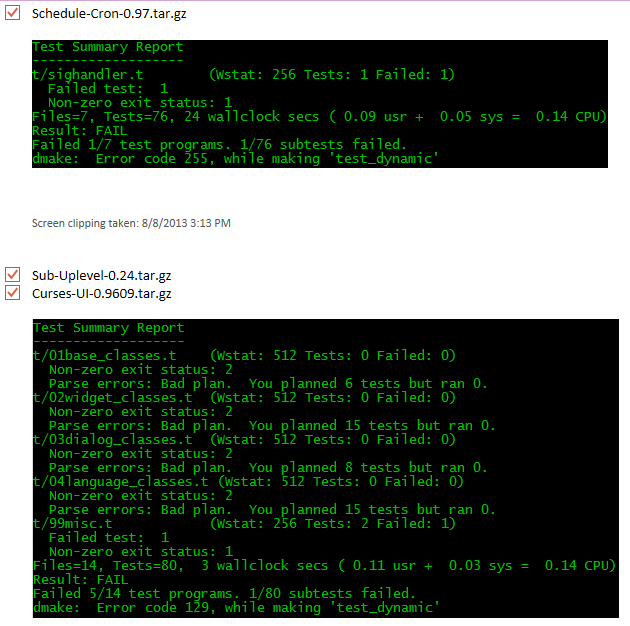 Schedule-Cron-0.97.tar.gz
Test Summary Report
-------------------
t/sighandler.t        (Wstat: 256 Tests: 1 Failed: 1)
  Failed test:  1
  Non-zero exit status: 1
Files=7, Tests=76, 24 wallclock secs ( 0.09 usr +  0.05 sys =  0.14 CPU)
Result: FAIL
Failed 1/7 test programs. 1/76 subtests failed.
dmake:  Error code 255, while making 'test_dynamic'
Screen clipping taken: 8/8/2013 3:13 PM
Sub-Uplevel-0.24.tar.gz
Curses-UI-0.9609.tar.gz
Test Summary Report
-------------------
t/01base_classes.t    (Wstat: 512 Tests: 0 Failed: 0)
  Non-zero exit status: 2
  Parse errors: Bad plan.  You planned 6 tests but ran 0.
t/02widget_classes.t  (Wstat: 512 Tests: 0 Failed: 0)
  Non-zero exit status: 2
  Parse errors: Bad plan.  You planned 15 tests but ran 0.
t/03dialog_classes.t  (Wstat: 512 Tests: 0 Failed: 0)
  Non-zero exit status: 2
  Parse errors: Bad plan.  You planned 8 tests but ran 0.
t/04language_classes.t (Wstat: 512 Tests: 0 Failed: 0)
  Non-zero exit status: 2
  Parse errors: Bad plan.  You planned 15 tests but ran 0.
t/99misc.t            (Wstat: 256 Tests: 2 Failed: 1)
  Failed test:  1
  Non-zero exit status: 1
Files=14, Tests=80,  3 wallclock secs ( 0.11 usr +  0.03 sys =  0.14 CPU)
Result: FAIL
Failed 5/14 test programs. 1/80 subtests failed.
dmake:  Error code 129, while making 'test_dynamic'